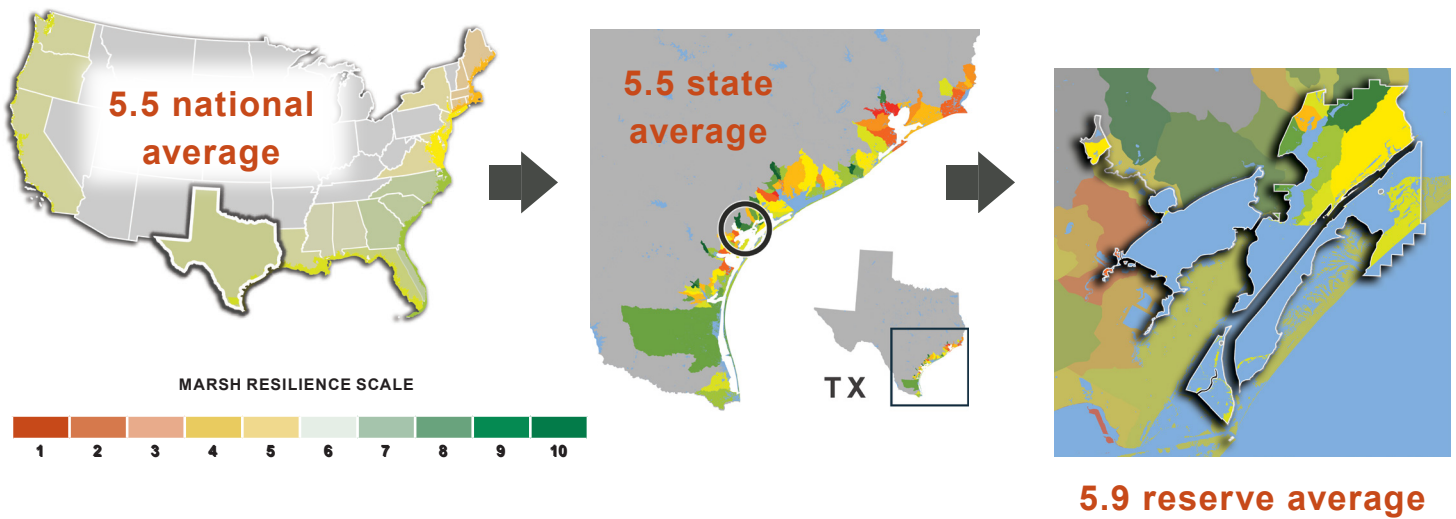 5.5 national
average
5.5 state
average
TX
MARSH RESILIENCE SCALE
1 2 3 4 5 6 7 8 9 10
5.9 reserve average